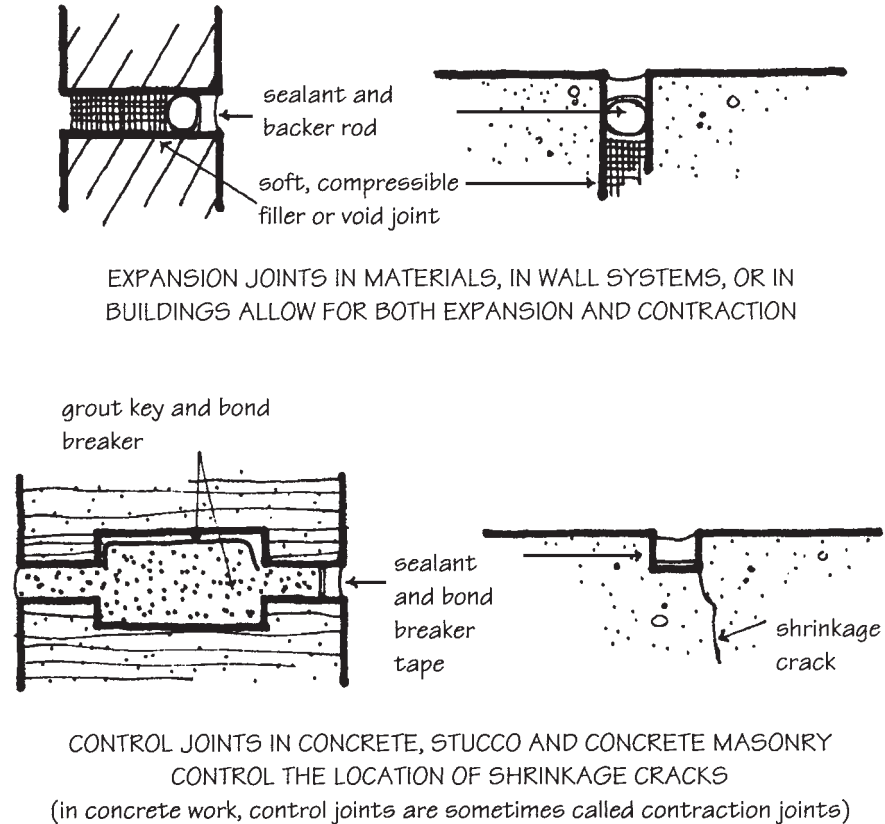 sealant and
backer rod
soft, compressible
filler or void joint
EXPANSION JOINTS IN MATERIALS, IN WALL SYSTEMS, OR IN
BUILDINGS ALLOW FOR BOTH EXPANSION AND CONTRACTION
grout key and bond
breaker
sealant
and bond
breaker
tape
shrinkage
crack
CONTROL JOINTS IN CONCRETE, STUCCO AND CONCRETE MASONRY
CONTROL THE LOCATION OF SHRINKAGE CRACKS
(in concrete work, control joints are sometimes called contraction joints)